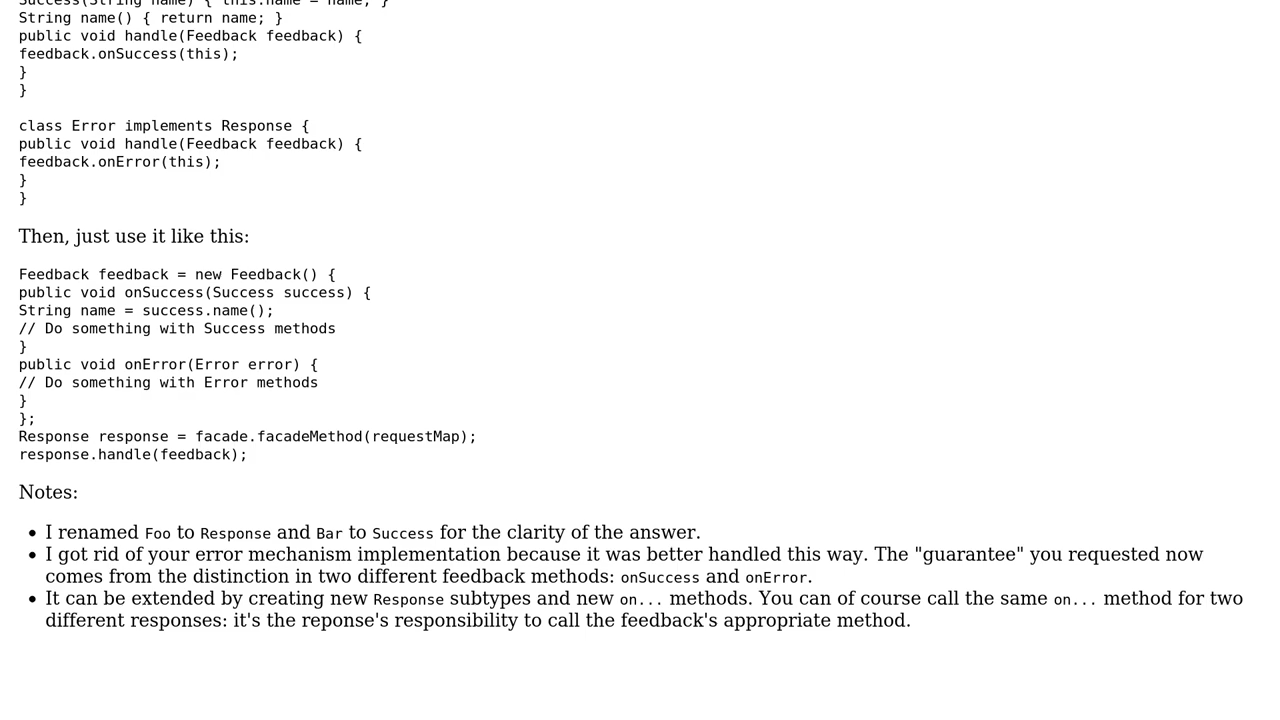 Success(String name) { this.name = name; }
String name() { return name; }
public void handle(Feedback feedback) {
feedback.onSuccess(this);
}
}

class Error implements Response {
public void handle(Feedback feedback) {
feedback.onError(this);
}
}

Then, just use it like this:

Feedback feedback = new Feedback() {
public void onSuccess(Success success) {
String name = success.name();
// Do something with Success methods
}
public void onError(Error error) {
// Do something with Error methods
}
};
Response response = facade.facadeMethod(requestMap);
response.handle(feedback);

Notes:

• I renamed Foo to Response and Bar to Success for the clarity of the answer.
• I got rid of your error mechanism implementation because it was better handled this way. The "guarantee" you requested now
comes from the distinction in two different feedback methods: onSuccess and onError.
• It can be extended by creating new Response subtypes and new on... methods. You can of course call the same on... method for two
different responses: it's the reponse's responsibility to call the feedback's appropriate method.